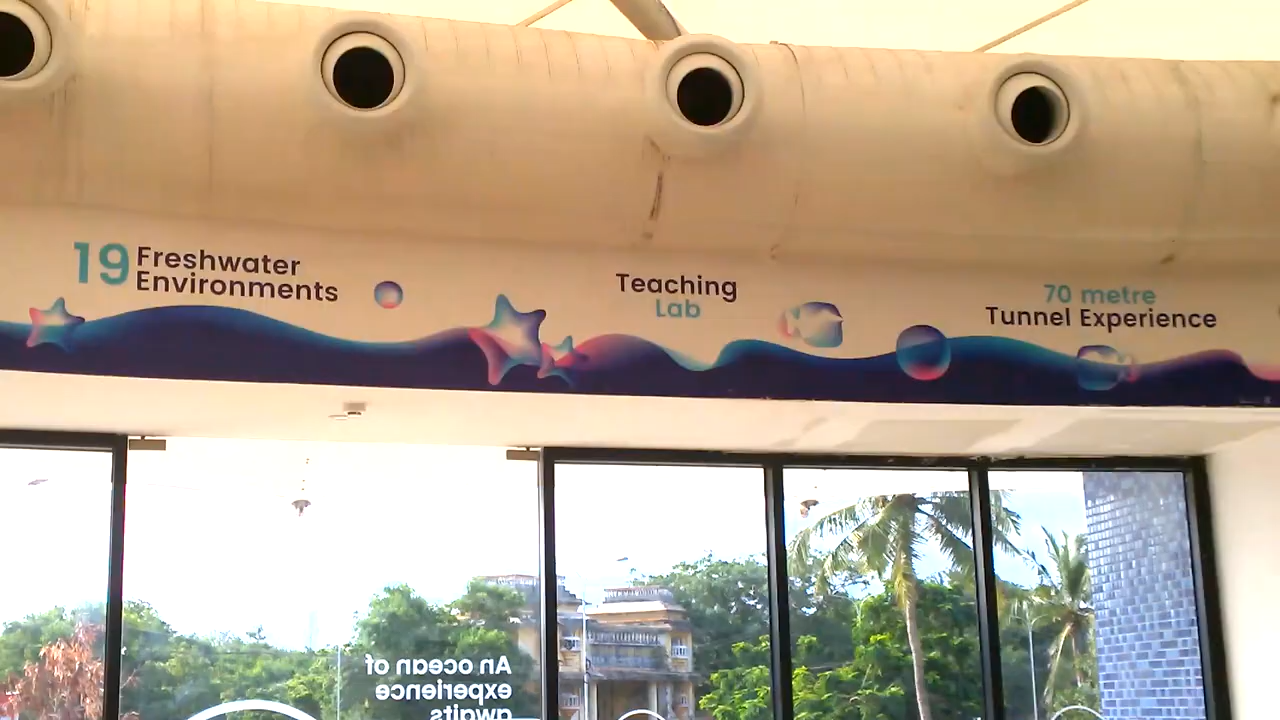 19 Freshwater
Environments
Teaching
Lab
70 metre
Tunnel Experience
An ocean of
experience
awaits